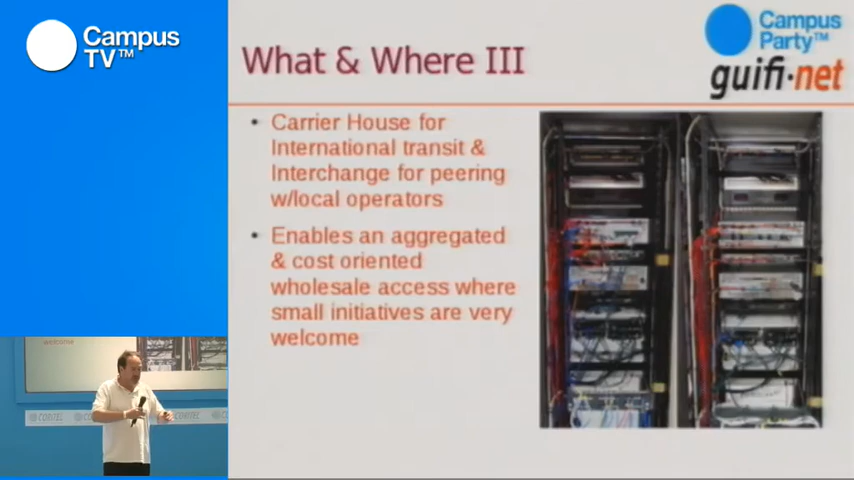 Campus
TV™
What & Where III
Campus
Party™
guifi·net
• Carrier House for
International transit &
Interchange for peering
w/local operators
• Enables an aggregated
& cost oriented
wholesale access where
small initiatives are very
welcome
welcome